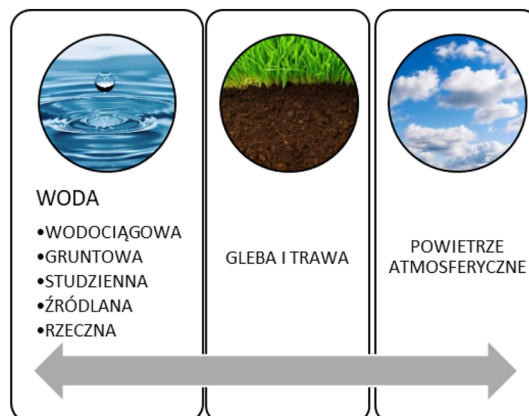 WODA
•WODOCIĄGOWA
•GRUNTOWA
•STUDZIENNA
•ŹRÓDLANA
•RZECZNA
GLEBA I TRAWA
POWIETRZE
ATMOSFERYCZNE